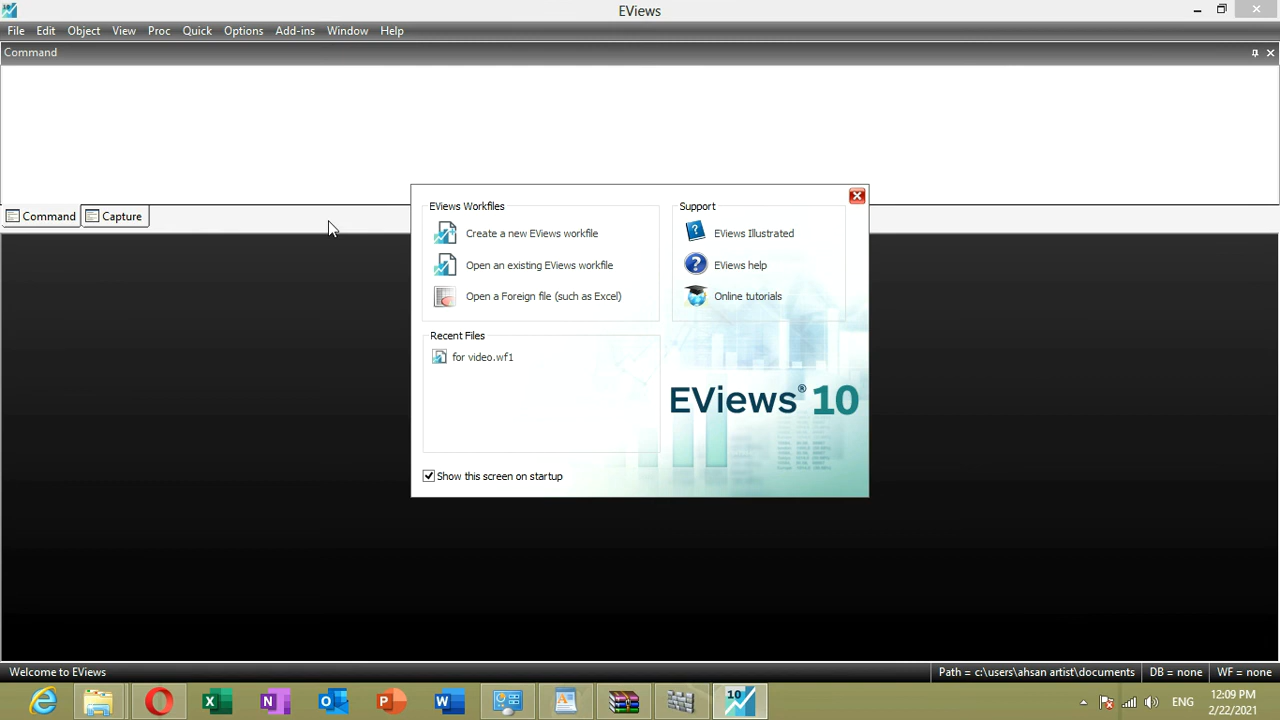 EViews
File Edit Object View Proc Quick Options Add-ins Window Help
Command
Command Capture
EViews Workfiles
Create a new EViews workfile
Open an existing EViews workfile
Open a Foreign file (such as Excel)
Support
EViews Illustrated
EViews help
Online tutorials
Recent Files
for video.wf1
EViews® 10
Show this screen on startup
Welcome to EViews
Path = c:\users\ahsan artist\documents DB = none WF = none
10
ENG
12:09 PM
2/22/2021